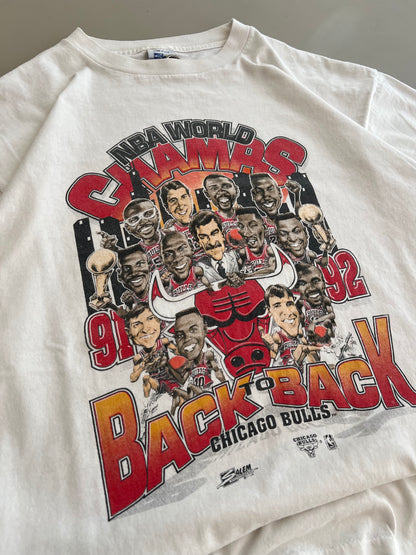 NBA WORLD
CHAMPS
91
92
BACK TO BACK
CHICAGO BULLS
SALEM
CHICAGO
BULLS